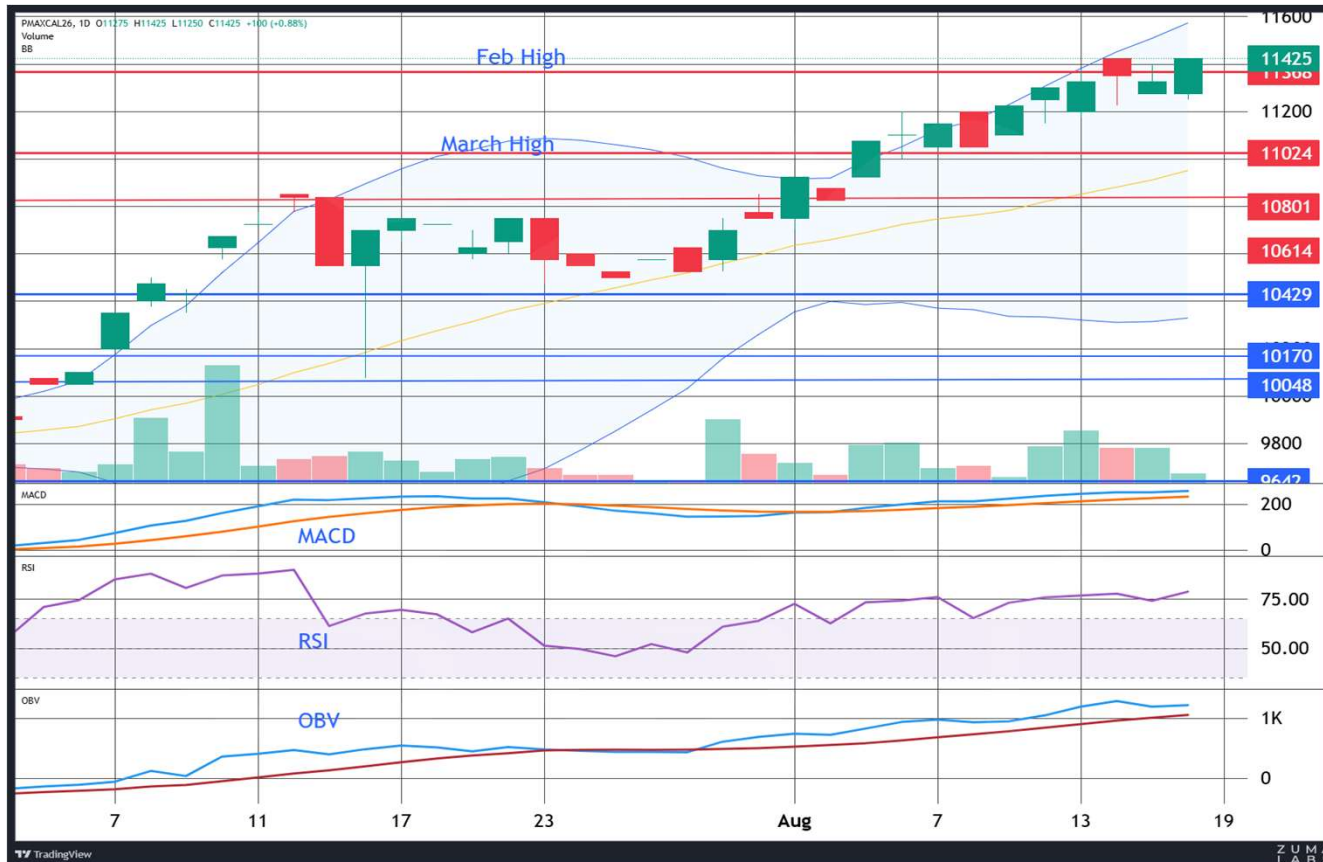 PMAXCAL26, 1D O11275 H11425 L11250 C11425 +100 (+0.88%)
Volume
BB
Feb High
March High
11600
11425
11368
11200
11024
10801
10614
10429
10170
10048
10000
9800
9642
MACD
200
MACD
0
RSI
75.00
RSI
50.00
OBV
OBV
1K
0
7 11 17 23 Aug 7 13 19
TradingView